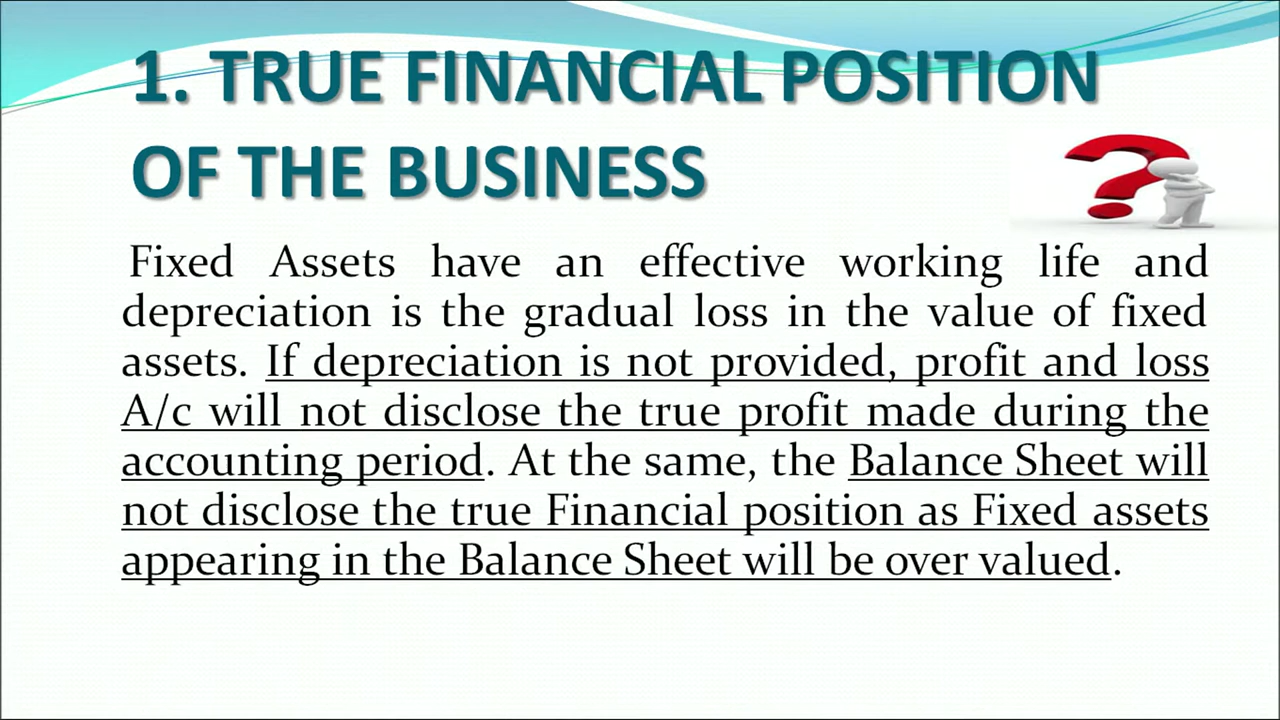 1. TRUE FINANCIAL POSITION
OF THE BUSINESS
Fixed Assets have an effective working life and
depreciation is the gradual loss in the value of fixed
assets. If depreciation is not provided, profit and loss
A/c will not disclose the true profit made during the
accounting period. At the same, the Balance Sheet will
not disclose the true Financial position as Fixed assets
appearing in the Balance Sheet will be over valued.